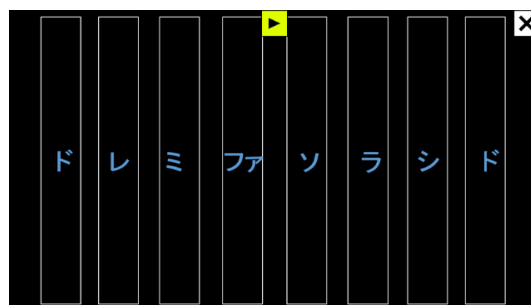 ド レ ミ ファ ソ ラ シ ド